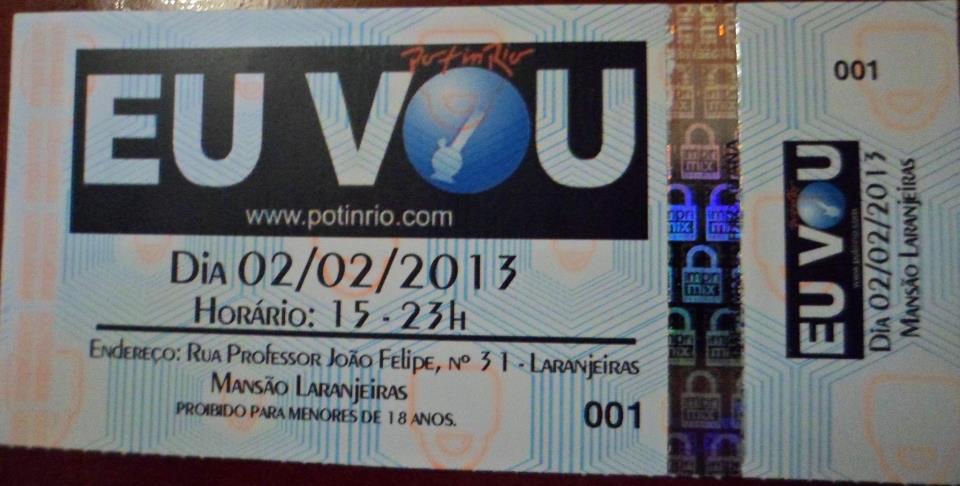 Pot in Rio
EU VOU
www.potinrio.com
Dia 02/02/2013
Horário: 15 - 23h
Endereço: Rua Professor João Felipe, nº 31 - Laranjeiras
Mansão Laranjeiras
PROIBIDO PARA MENORES DE 18 ANOS.
001
impri
mix
001
EU VOU
Dia 02/02/2013
Mansão Laranjeiras